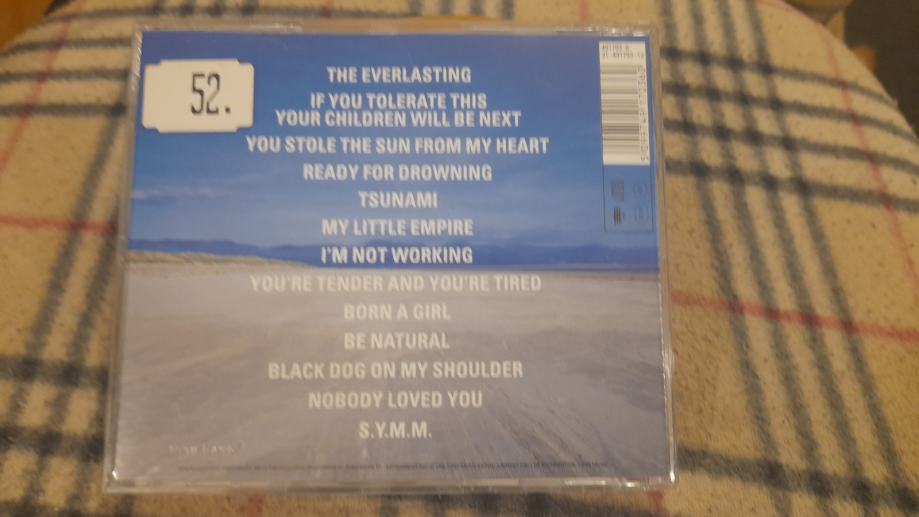 52.
THE EVERLASTING
IF YOU TOLERATE THIS
YOUR CHILDREN WILL BE NEXT
YOU STOLE THE SUN FROM MY HEART
READY FOR DROWNING
TSUNAMI
MY LITTLE EMPIRE
I'M NOT WORKING
YOU'RE TENDER AND YOU'RE TIRED
BORN A GIRL
BE NATURAL
BLACK DOG ON MY SHOULDER
NOBODY LOVED YOU
S.Y.M.M.